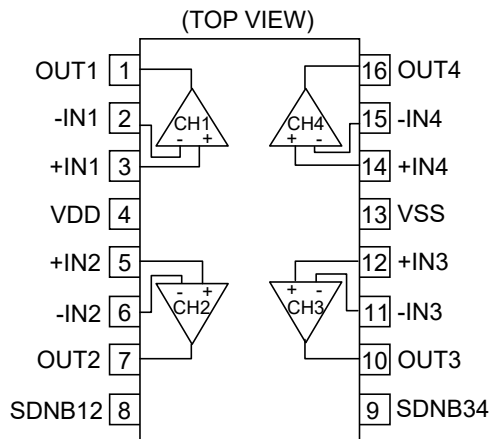 (TOP VIEW)
OUT1 1 16 OUT4
-IN1 2 CH1 - + CH4 + - 15 -IN4
+IN1 3 14 +IN4
VDD 4 13 VSS
+IN2 5 12 +IN3
-IN2 6 - + CH2 + - CH3 11 -IN3
OUT2 7 10 OUT3
SDNB12 8 9 SDNB34